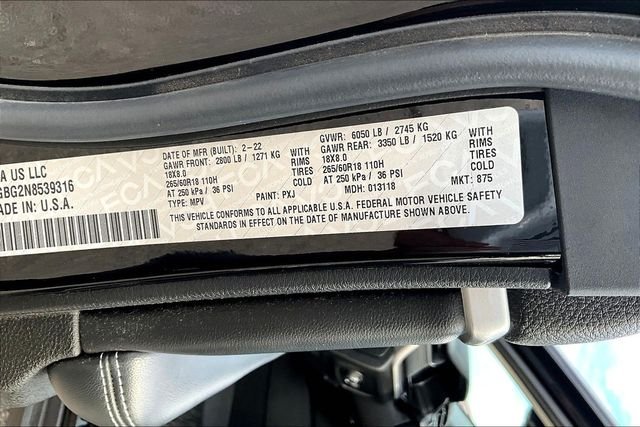 A US LLC
GBG2N8539316
MADE IN: U.S.A.
DATE OF MFR (BUILT): 2-22
GAWR FRONT: 2800 LB / 1271 KG WITH
18X8.0 RIMS
265/60R18 110H AT
AT 250 kPa / 36 PSI COLD
TYPE: MPV PAINT: PXJ
GVWR: 6050 LB / 2745 KG
GAWR REAR: 3350 LB / 1520 KG WITH
18X8.0 RIMS
265/60R18 110H AT
AT 250 kPa / 36 PSI COLD
MDH: 013118 MKT: 875
THIS VEHICLE CONFORMS TO ALL APPLICABLE U.S.A. FEDERAL MOTOR VEHICLE SAFETY
STANDARDS IN EFFECT ON THE DATE OF MANUFACTURE SHOWN ABOVE.